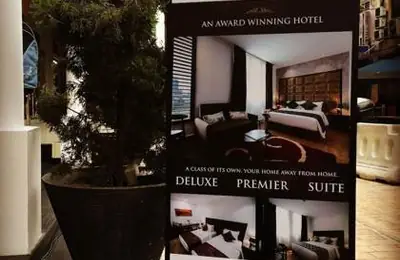 AN AWARD WINNING HOTEL
A CLASS OF ITS OWN, YOUR HOME AWAY FROM HOME.
DELUXE PREMIER SUITE